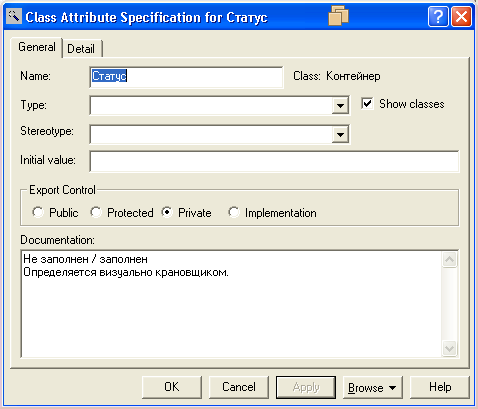 Class Attribute Specification for Статус
General Detail
Name: Статус Class: Контейнер
Type: Show classes
Stereotype:
Initial value:
Export Control
Public Protected Private Implementation
Documentation:
Не заполнен / заполнен
Определяется визуально крановщиком.
OK Cancel Apply Browse Help